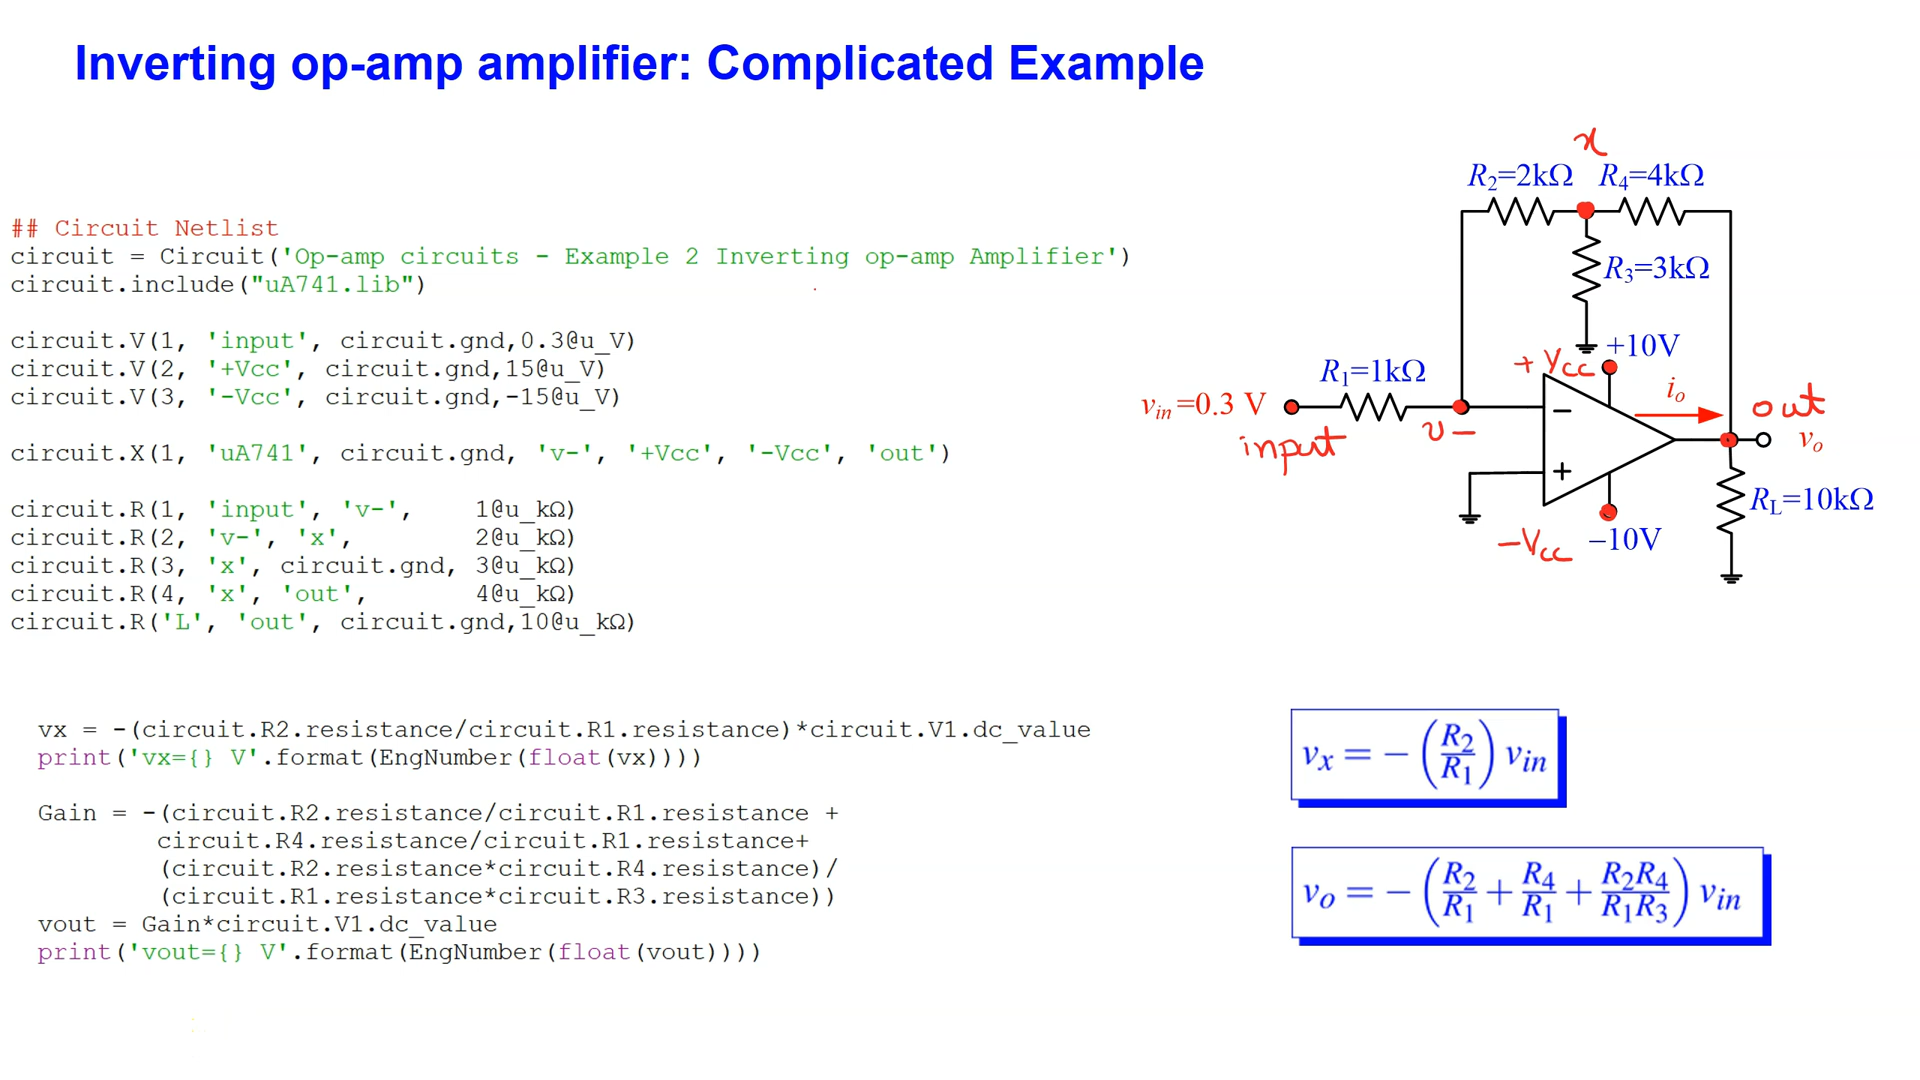 Inverting op-amp amplifier: Complicated Example
## Circuit Netlist
circuit = Circuit('Op-amp circuits - Example 2 Inverting op-amp Amplifier')
circuit.include("uA741.lib")
circuit.V(1, 'input', circuit.gnd,0.3@u_V)
circuit.V(2, '+Vcc', circuit.gnd,15@u_V)
circuit.V(3, '-Vcc', circuit.gnd,-15@u_V)
circuit.X(1, 'uA741', circuit.gnd, 'v-', '+Vcc', '-Vcc', 'out')
circuit.R(1, 'input', 'v-', 1@u_kΩ)
circuit.R(2, 'v-', 'x', 2@u_kΩ)
circuit.R(3, 'x', circuit.gnd, 3@u_kΩ)
circuit.R(4, 'x', 'out', 4@u_kΩ)
circuit.R('L', 'out', circuit.gnd,10@u_kΩ)
vx = -(circuit.R2.resistance/circuit.R1.resistance)*circuit.V1.dc_value
print('vx={} V'.format(EngNumber(float(vx))))
Gain = -(circuit.R2.resistance/circuit.R1.resistance +
circuit.R4.resistance/circuit.R1.resistance+
(circuit.R2.resistance*circuit.R4.resistance)/
(circuit.R1.resistance*circuit.R3.resistance))
vout = Gain*circuit.V1.dc_value
print('vout={} V'.format(EngNumber(float(vout))))
x
R2=2kΩ R4=4kΩ
R3=3kΩ
+Vcc +10V
R1=1kΩ
io
vin=0.3 V
out
input
v-
−
vo
+
RL=10kΩ
-Vcc −10V
vx = − (R2/R1) vin
vo = − (R2/R1 + R4/R1 + R2R4/R1R3) vin